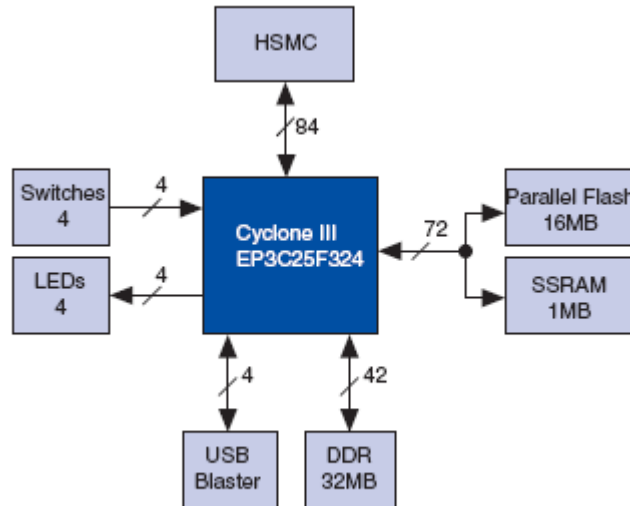 HSMC
84
Switches
4
4
Cyclone III
EP3C25F324
72
Parallel Flash
16MB
LEDs
4
4
SSRAM
1MB
4
42
USB
Blaster
DDR
32MB